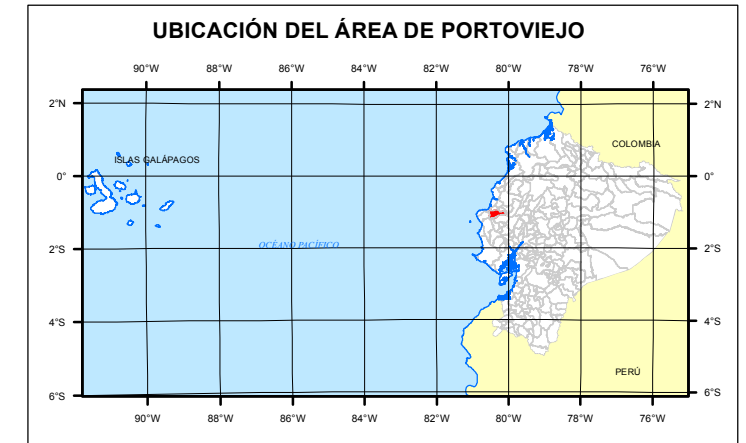 UBICACIÓN DEL ÁREA DE PORTOVIEJO
90°W 88°W 86°W 84°W 82°W 80°W 78°W 76°W
2°N 2°N
COLOMBIA
ISLAS GALÁPAGOS
0° 0°
OCÉANO PACÍFICO
2°S 2°S
4°S 4°S
PERÚ
6°S 6°S
90°W 88°W 86°W 84°W 82°W 80°W 78°W 76°W